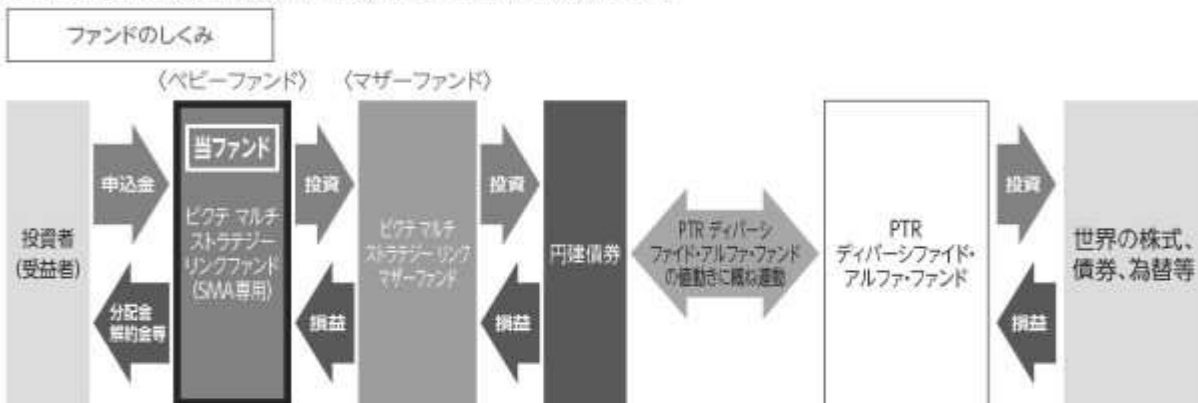 ファンドのしくみ
〈ベビーファンド〉
〈マザーファンド〉
投資者
(受益者)
申込金
分配金
解約金等
当ファンド
ピクテ マルチ
ストラテジー
リンクファンド
(SMA専用)
投資
損益
ピクテ マルチ
ストラテジー リンク
マザーファンド
投資
損益
円建債券
PTR ディバーシ
ファイド・アルファ・ファンド
の値動きに概ね連動
PTR
ディバーシファイド・
アルファ・ファンド
投資
損益
世界の株式、
債券、為替等